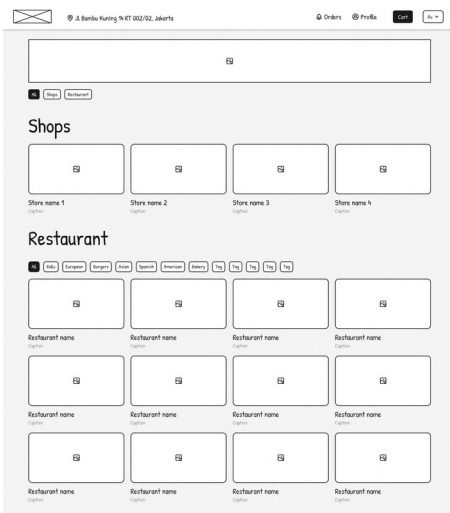 Jl Bambu Kuning 9A RT 002/02, Jakarta
Orders
Profile
Cart
Ru
All Shops Restaurant
Shops
Store name 1 Store name 2 Store name 3 Store name 4
Caption Caption Caption Caption
Restaurant
All Rolls European Burgers Asian Spanish American Bakery Tag Tag Tag Tag Tag
Restaurant name Restaurant name Restaurant name Restaurant name
Caption Caption Caption Caption
Restaurant name Restaurant name Restaurant name Restaurant name
Caption Caption Caption Caption
Restaurant name Restaurant name Restaurant name Restaurant name
Caption Caption Caption Caption